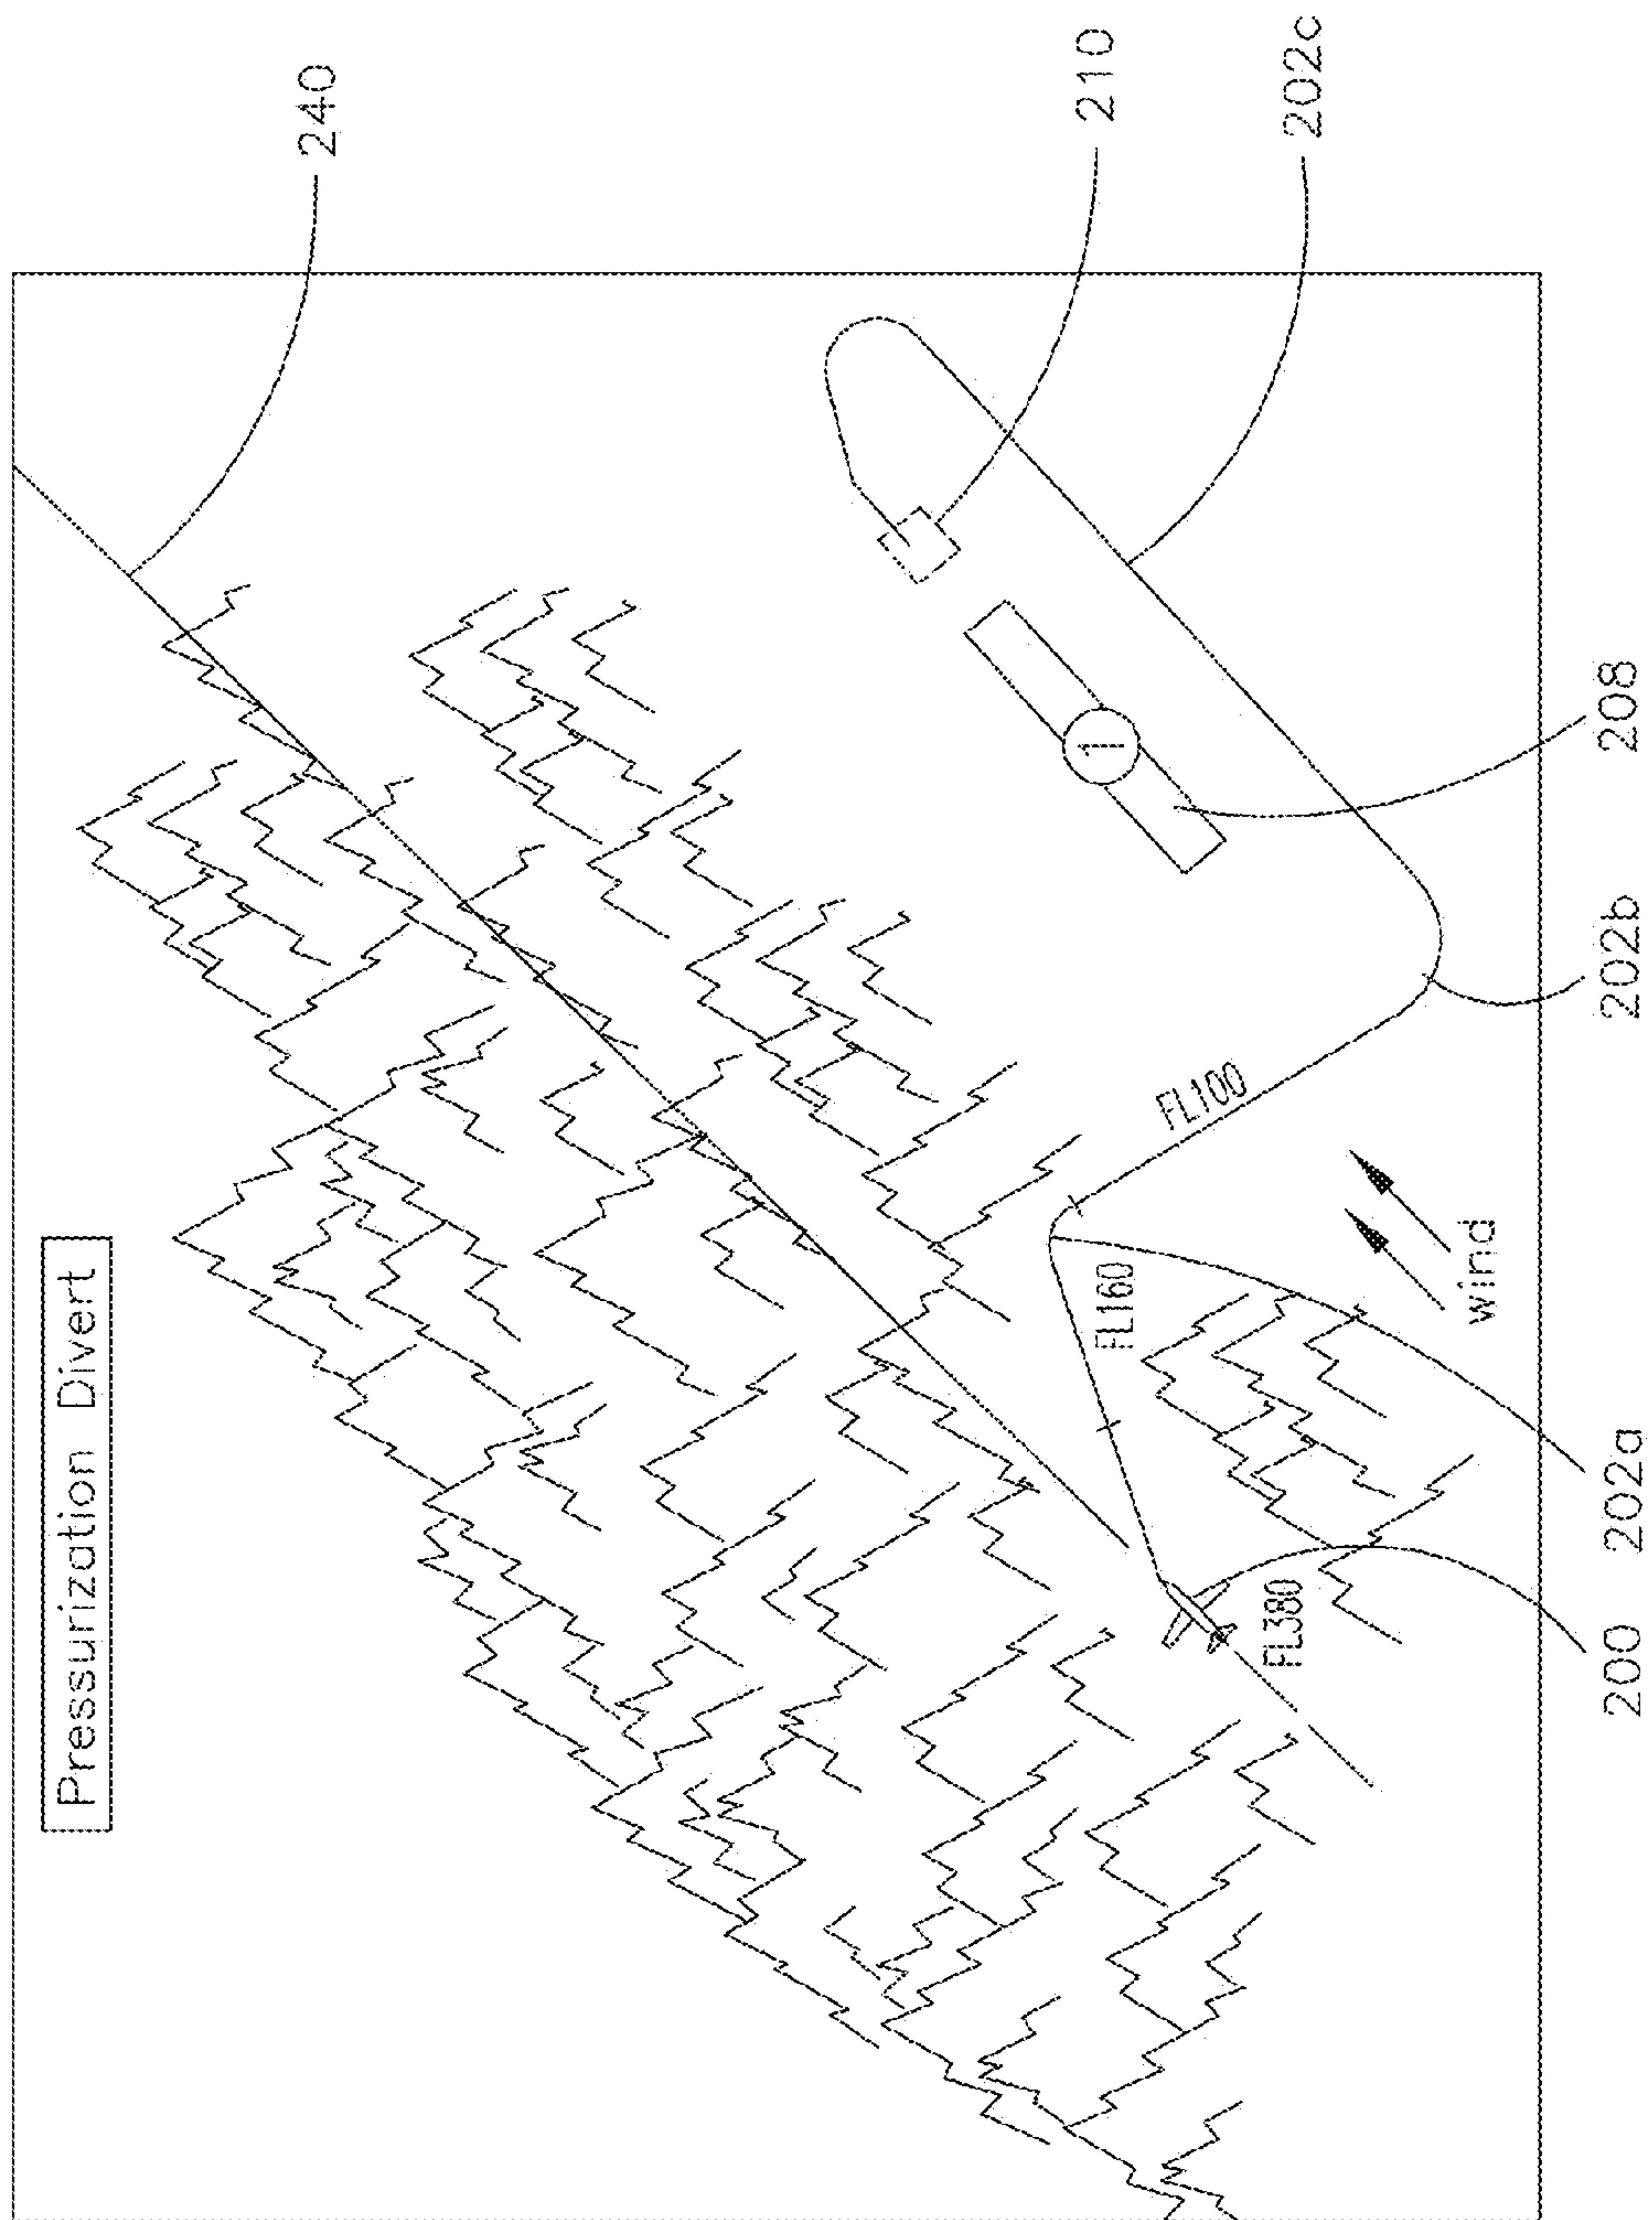 Pressurization Divert
240
210
202c
FL100
FL160
FL380
wind
1
208
202b
202a
200